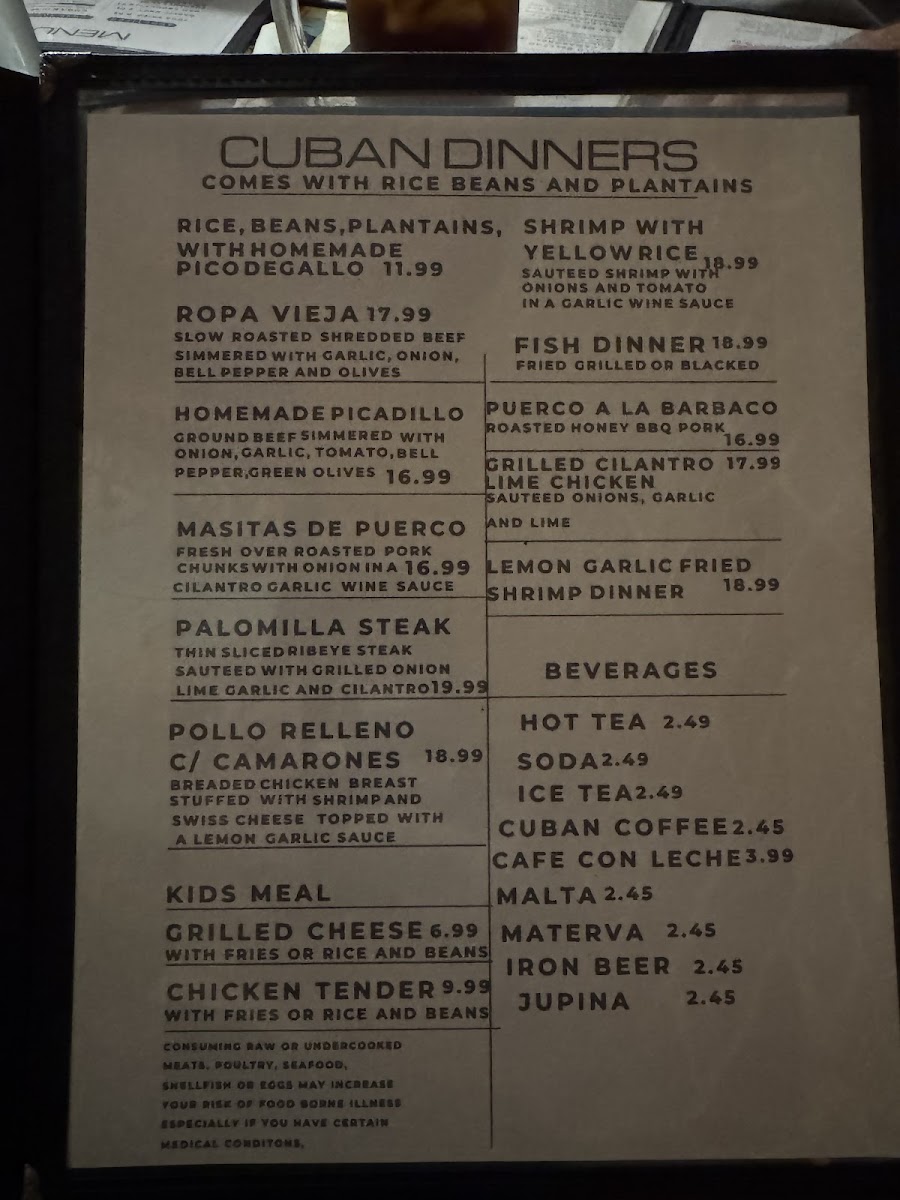 MENU
CUBAN DINNERS
COMES WITH RICE BEANS AND PLANTAINS
RICE, BEANS,PLANTAINS,
WITH HOMEMADE
PICO DEGALLO 11.99
ROPA VIEJA 17.99
SLOW ROASTED SHREDDED BEEF
SIMMERED WITH GARLIC, ONION,
BELL PEPPER AND OLIVES
HOMEMADE PICADILLO
GROUND BEEF SIMMERED WITH
ONION,GARLIC, TOMATO,BELL
PEPPER,GREEN OLIVES 16.99
MASITAS DE PUERCO
FRESH OVER ROASTED PORK
CHUNKS WITH ONION IN A 16.99
CILANTRO GARLIC WINE SAUCE
PALOMILLA STEAK
THIN SLICED RIBEYE STEAK
SAUTEED WITH GRILLED ONION
LIME GARLIC AND CILANTRO 19.99
POLLO RELLENO
C/ CAMARONES 18.99
BREADED CHICKEN BREAST
STUFFED WITH SHRIMP AND
SWISS CHEESE TOPPED WITH
A LEMON GARLIC SAUCE
KIDS MEAL
GRILLED CHEESE 6.99
WITH FRIES OR RICE AND BEANS
CHICKEN TENDER 9.99
WITH FRIES OR RICE AND BEANS
CONSUMING RAW OR UNDERCOOKED
MEATS, POULTRY, SEAFOOD,
SHELLFISH OR EGGS MAY INCREASE
YOUR RISK OF FOOD BORNE ILLNESS
ESPECIALLY IF YOU HAVE CERTAIN
MEDICAL CONDITONS.
SHRIMP WITH
YELLOW RICE 18.99
SAUTEED SHRIMP WITH
ONIONS AND TOMATO
IN A GARLIC WINE SAUCE
FISH DINNER 18.99
FRIED GRILLED OR BLACKED
PUERCO A LA BARBACO
ROASTED HONEY BBQ PORK
16.99
GRILLED CILANTRO 17.99
LIME CHICKEN
SAUTEED ONIONS, GARLIC
AND LIME
LEMON GARLIC FRIED
SHRIMP DINNER 18.99
BEVERAGES
HOT TEA 2.49
SODA 2.49
ICE TEA 2.49
CUBAN COFFEE 2.45
CAFE CON LECHE 3.99
MALTA 2.45
MATERVA 2.45
IRON BEER 2.45
JUPINA 2.45